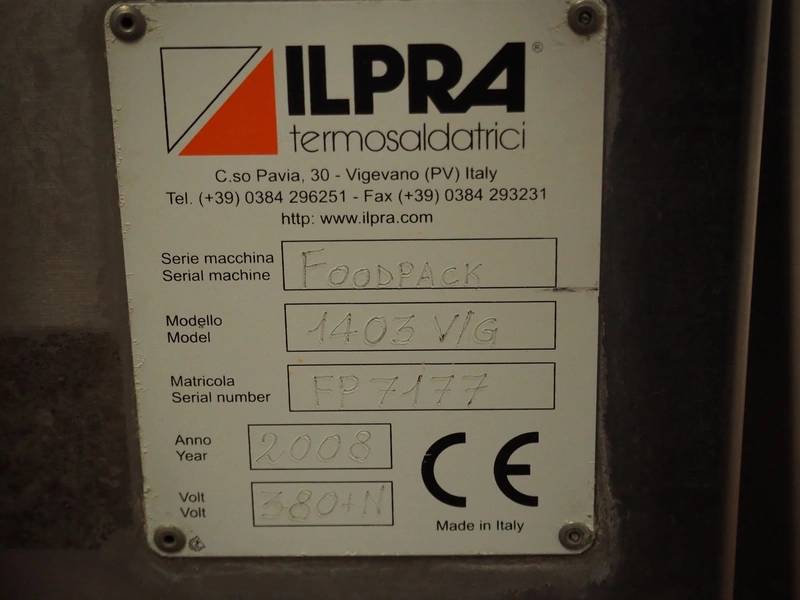 ILPRA®
termosaldatrici
C.so Pavia, 30 - Vigevano (PV) Italy
Tel. (+39) 0384 296251 - Fax (+39) 0384 293231
http: www.ilpra.com
Serie macchina
Serial machine
FOODPACK
Modello
Model
1403 V/G
Matricola
Serial number
FP 7177
Anno
Year
2008
Volt
Volt
380+N
CE
Made in Italy